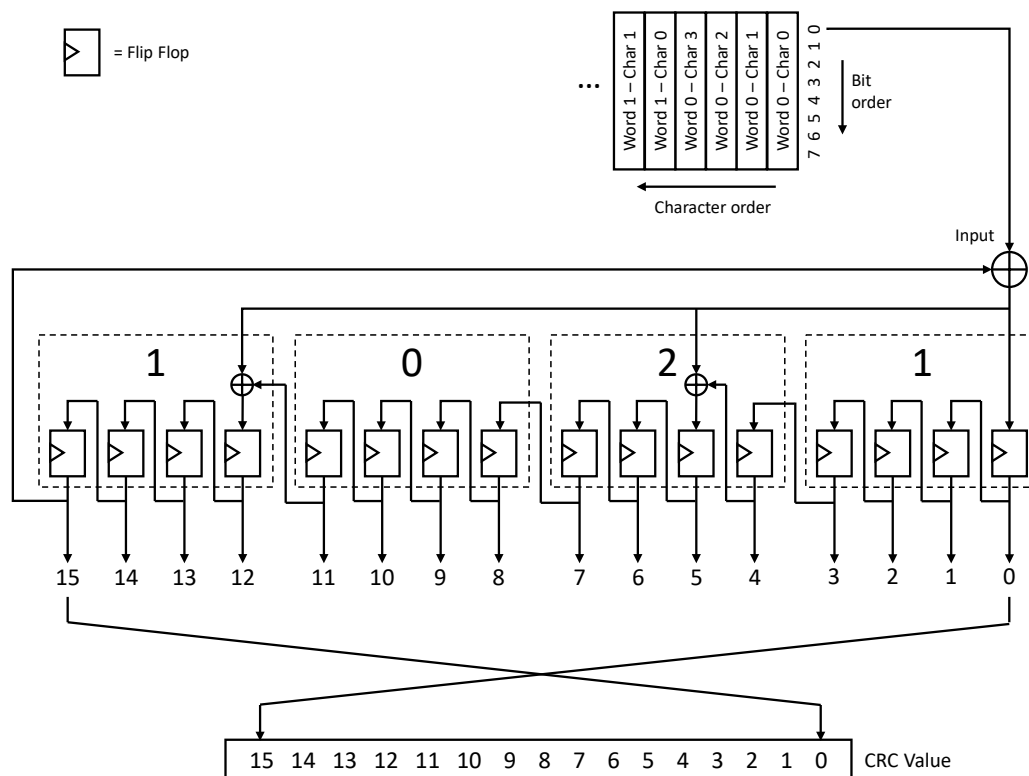 = Flip Flop
...
Word 1 – Char 1
Word 1 – Char 0
Word 0 – Char 3
Word 0 – Char 2
Word 0 – Char 1
Word 0 – Char 0
7 6 5 4 3 2 1 0
Bit
order
Character order
Input
1 0 2 1
15 14 13 12 11 10 9 8 7 6 5 4 3 2 1 0
15 14 13 12 11 10 9 8 7 6 5 4 3 2 1 0 CRC Value